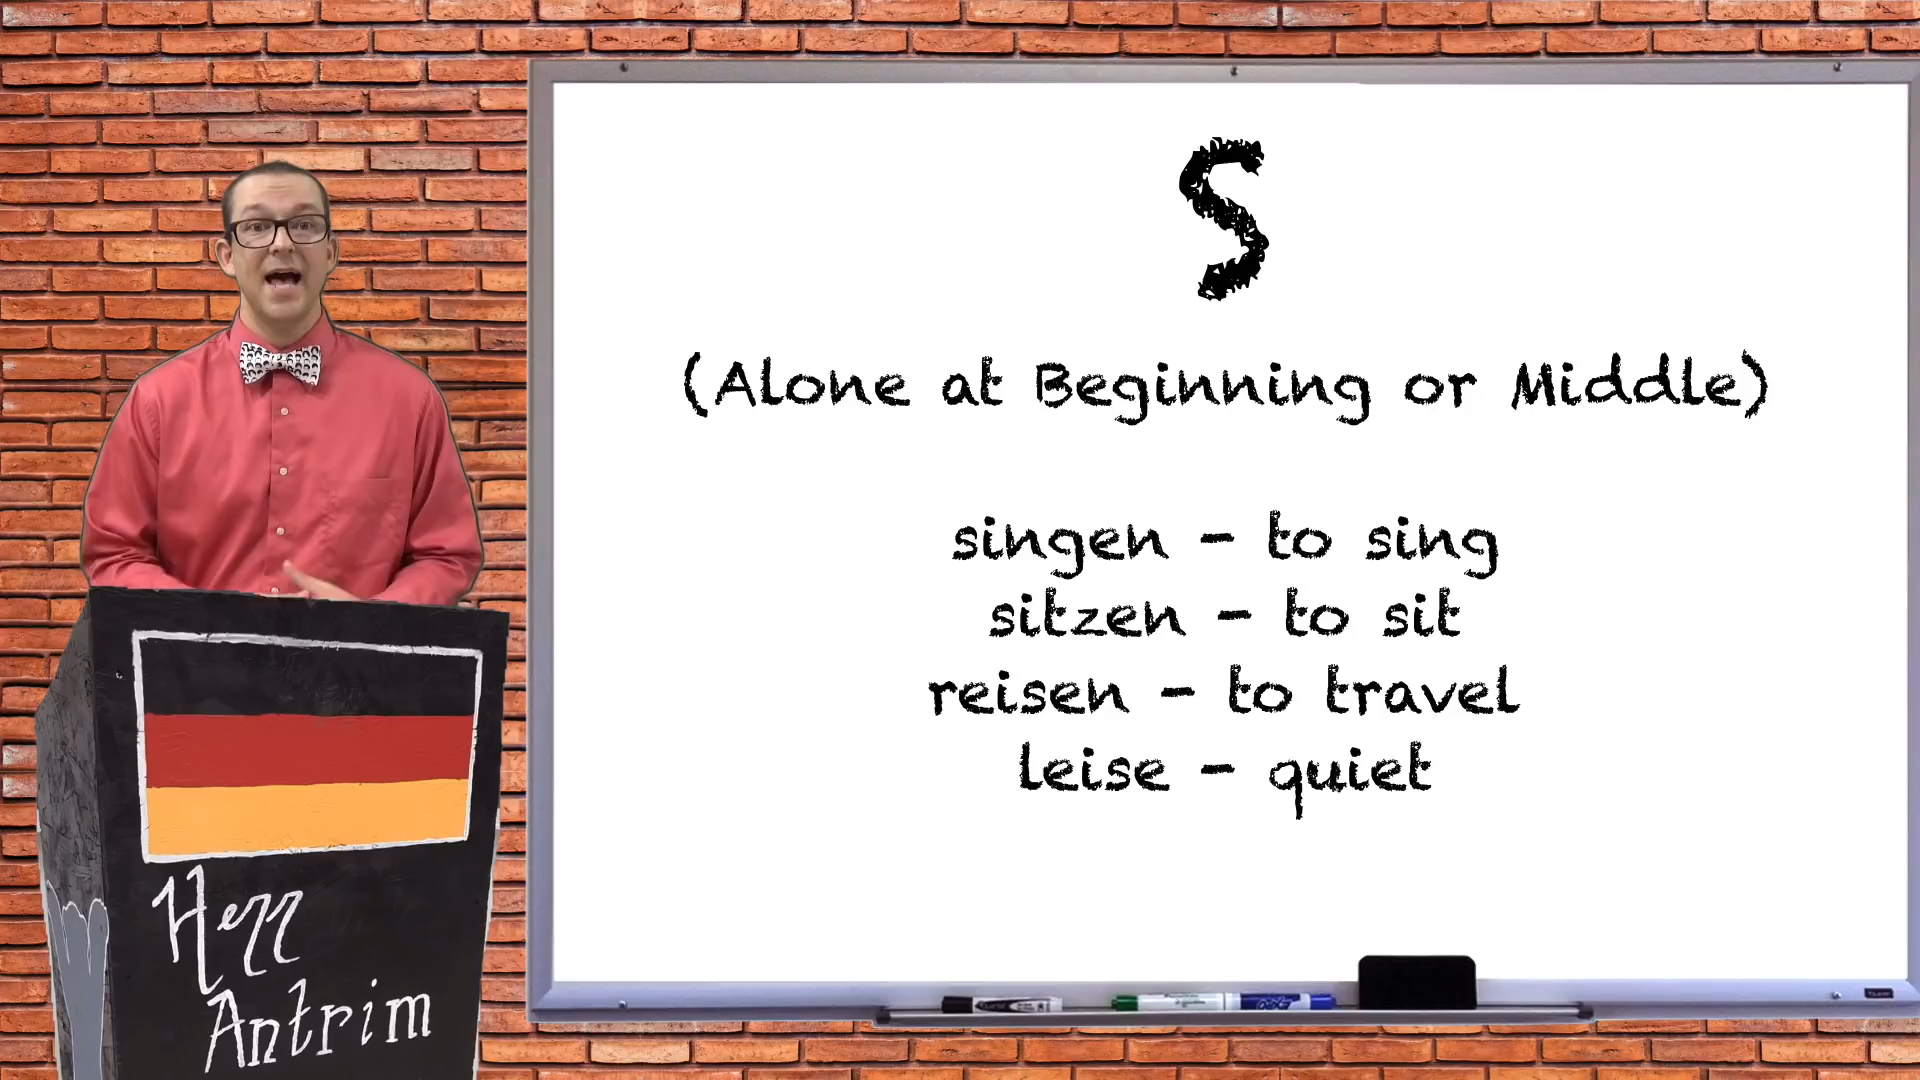 S
(Alone at Beginning or Middle)
singen - to sing
sitzen - to sit
reisen - to travel
leise - quiet
Herr
Antrim